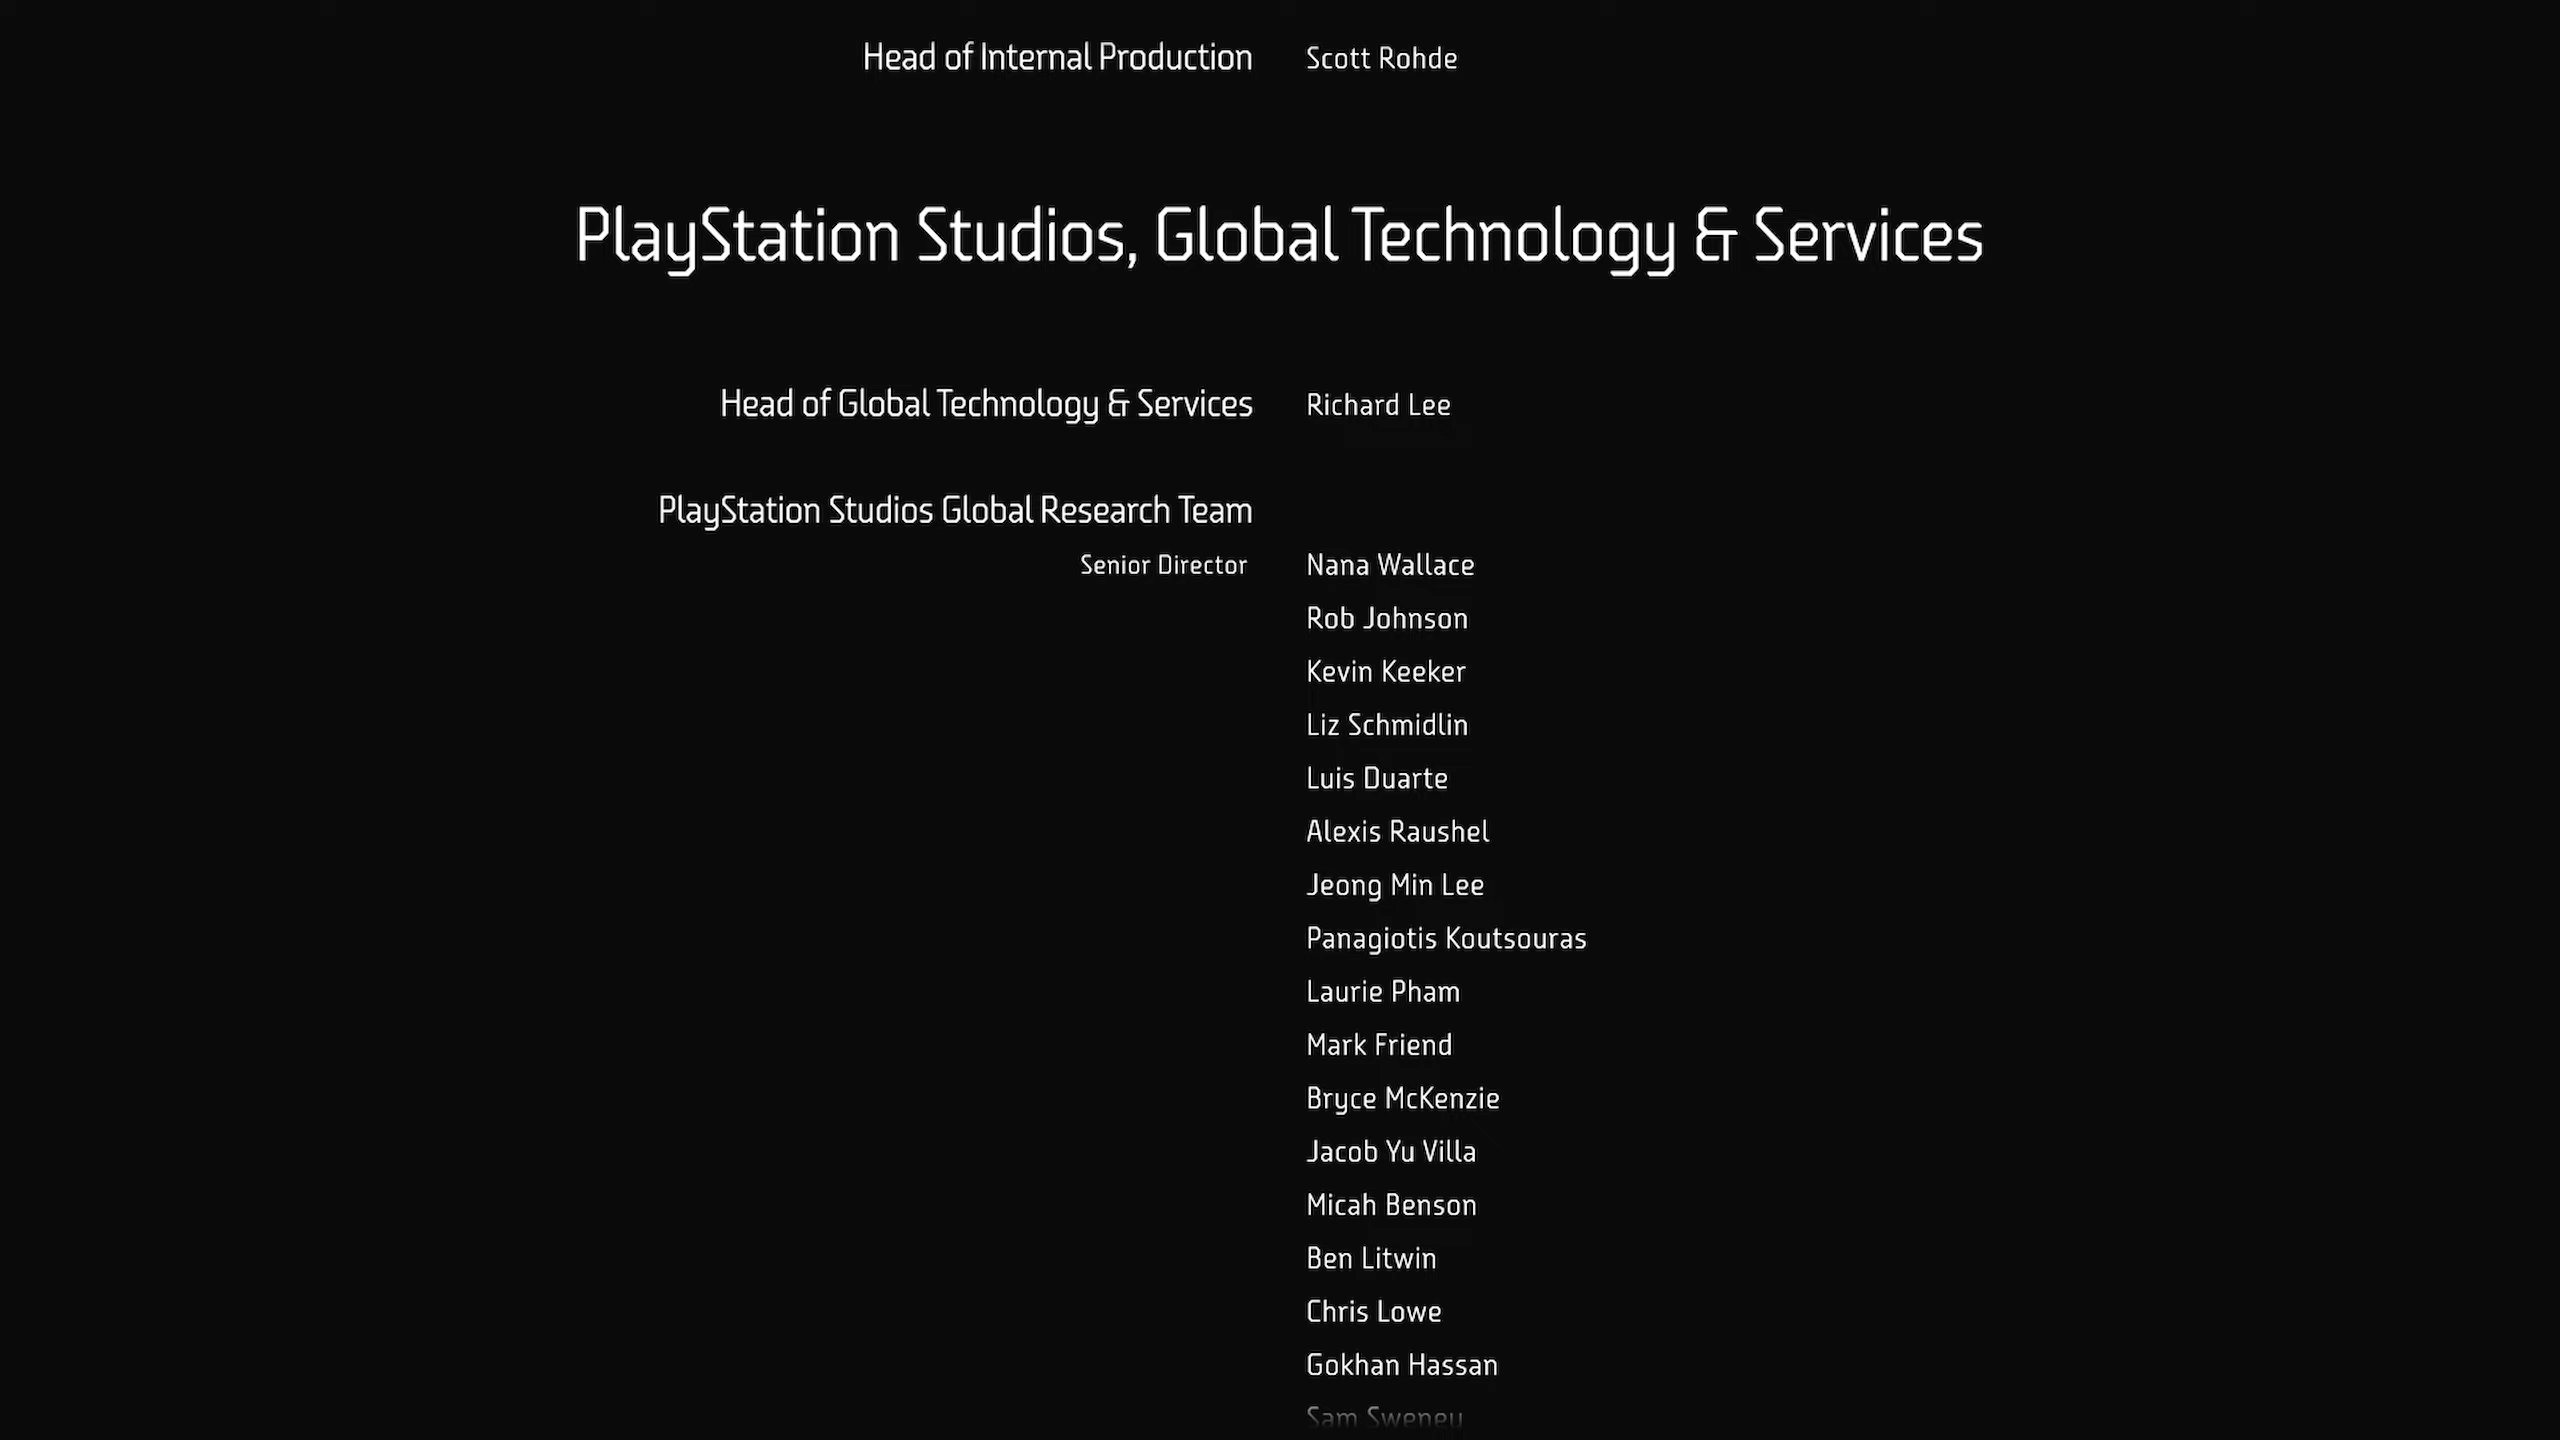 Head of Internal Production Scott Rohde
PlayStation Studios, Global Technology & Services
Head of Global Technology & Services Richard Lee
PlayStation Studios Global Research Team
Senior Director Nana Wallace
Rob Johnson
Kevin Keeker
Liz Schmidlin
Luis Duarte
Alexis Raushel
Jeong Min Lee
Panagiotis Koutsouras
Laurie Pham
Mark Friend
Bryce McKenzie
Jacob Yu Villa
Micah Benson
Ben Litwin
Chris Lowe
Gokhan Hassan
Sam Sweney